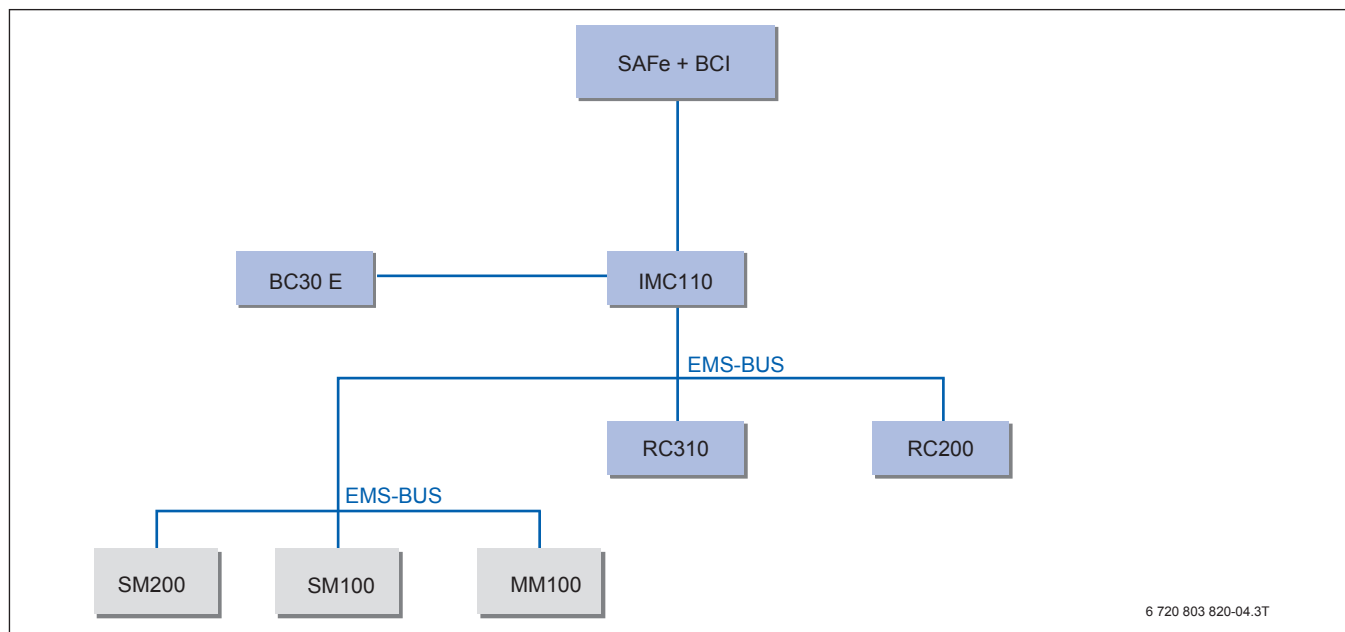 SAFe + BCI
BC30 E
IMC110
EMS-BUS
RC310
RC200
EMS-BUS
SM200
SM100
MM100
6 720 803 820-04.3T